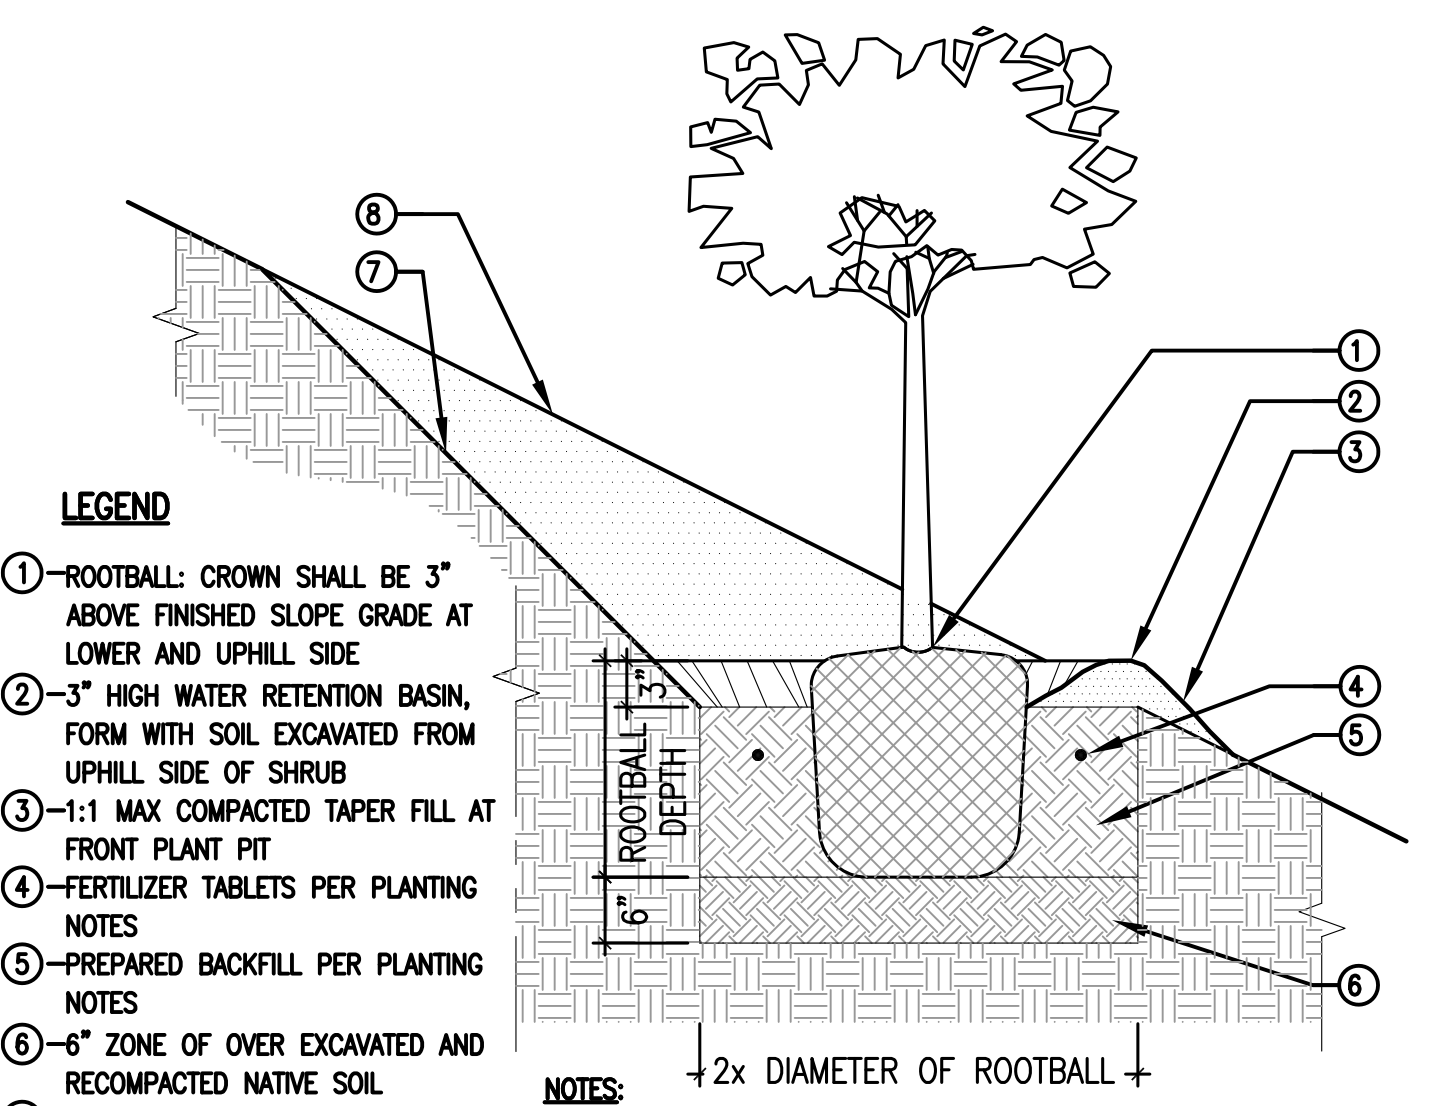 8
7
1
2
3
LEGEND
1 ROOTBALL: CROWN SHALL BE 3"
ABOVE FINISHED SLOPE GRADE AT
LOWER AND UPHILL SIDE
2 3" HIGH WATER RETENTION BASIN,
FORM WITH SOIL EXCAVATED FROM
UPHILL SIDE OF SHRUB
3 1:1 MAX COMPACTED TAPER FILL AT
FRONT PLANT PIT
4 FERTILIZER TABLETS PER PLANTING
NOTES
5 PREPARED BACKFILL PER PLANTING
NOTES
6 6" ZONE OF OVER EXCAVATED AND
RECOMPACTED NATIVE SOIL
3"
ROOTBALL
DEPTH
6"
4
5
6
2x DIAMETER OF ROOTBALL
NOTES: